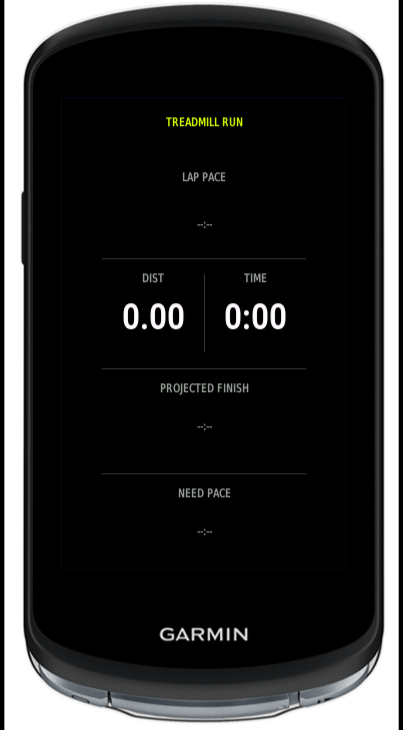 TREADMILL RUN
LAP PACE
--:--
DIST TIME
0.00 0:00
PROJECTED FINISH
--:--
NEED PACE
--:--
GARMIN